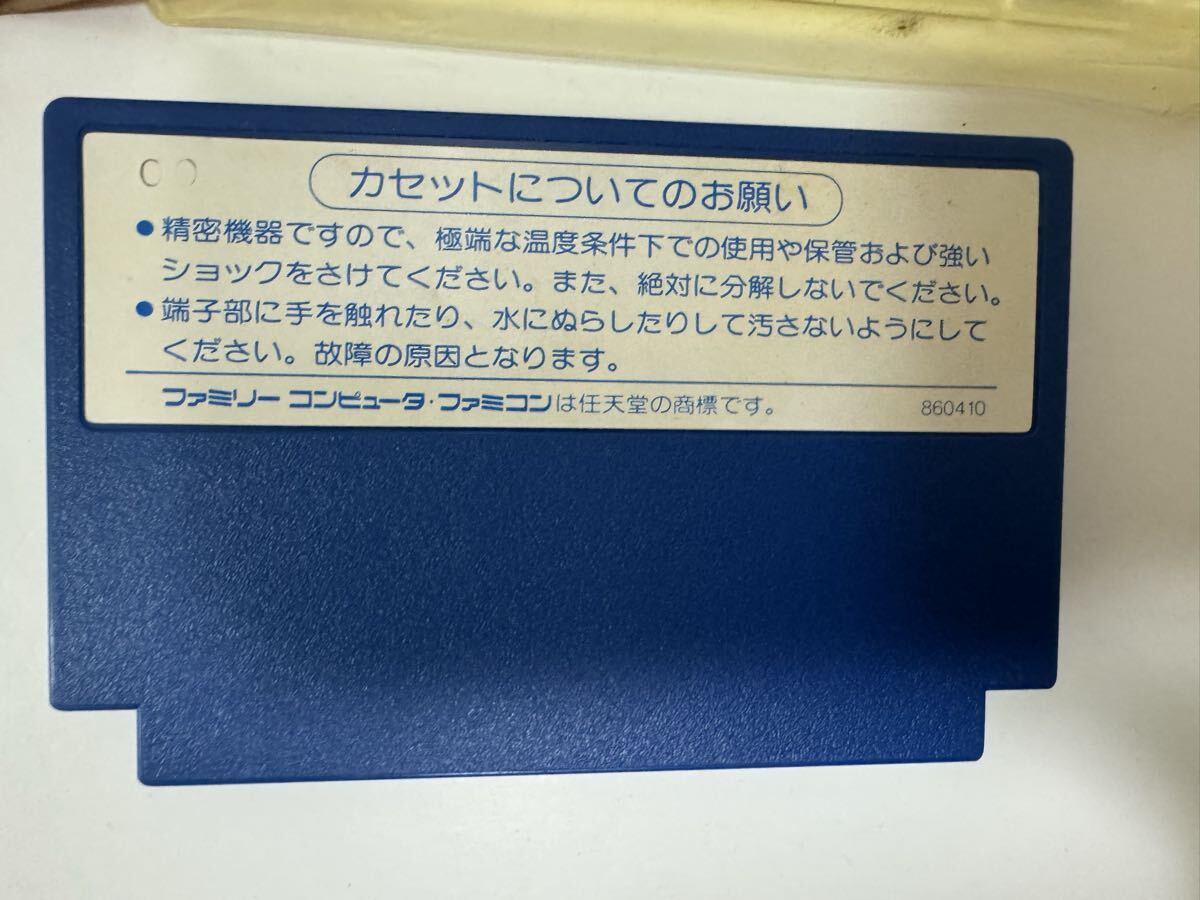 カセットについてのお願い
●精密機器ですので、極端な温度条件下での使用や保管および強い
ショックをさけてください。また、絶対に分解しないでください。
●端子部に手を触れたり、水にぬらしたりして汚さないようにして
ください。故障の原因となります。
ファミリー コンピュータ・ファミコンは任天堂の商標です。 860410